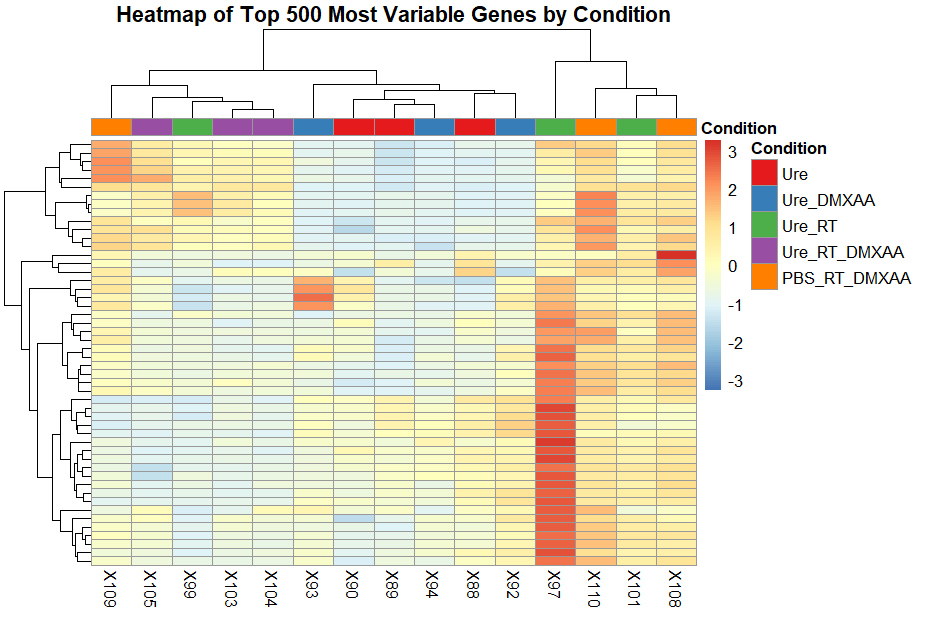 Heatmap of Top 500 Most Variable Genes by Condition
Condition
3
2
1
0
-1
-2
-3
Condition
Ure
Ure_DMXAA
Ure_RT
Ure_RT_DMXAA
PBS_RT_DMXAA
X109
X105
X99
X103
X104
X93
X90
X89
X94
X88
X92
X97
X110
X101
X108